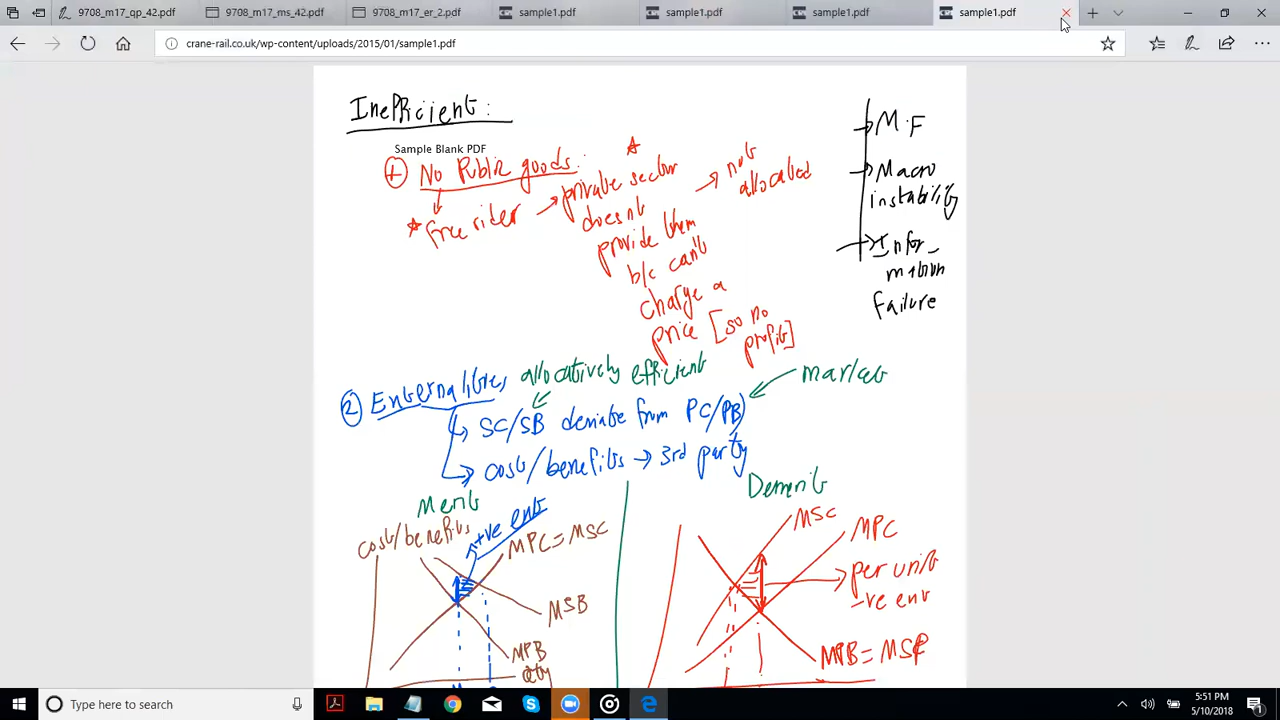 9708_m17_qp_42.pdf
9708_m17_ms_42.pdf
9708_m17_er_2.pdf
sample1.pdf
sample1.pdf
sample1.pdf
sample1.pdf
crane-rail.co.uk/wp-content/uploads/2015/01/sample1.pdf
Inefficient:
Sample Blank PDF
1 No Public goods:
free rider
private sector
doesnt
provide them
b/c can't
charge a
price [so no
profit]
not
allocated
M.F
Macro
instability
Infor-
mation
failure
2 Externalities
allocatively efficient
market
SC/SB deviate from PC/PB)
cost/benefits → 3rd party
Merit
cost/benefits
+ve ext
MPC = MSC
MSB
MPB
qty
Demerit
MSC
MPC
per unit
-ve ext
MPB = MSB
Type here to search
5:51 PM
5/10/2018